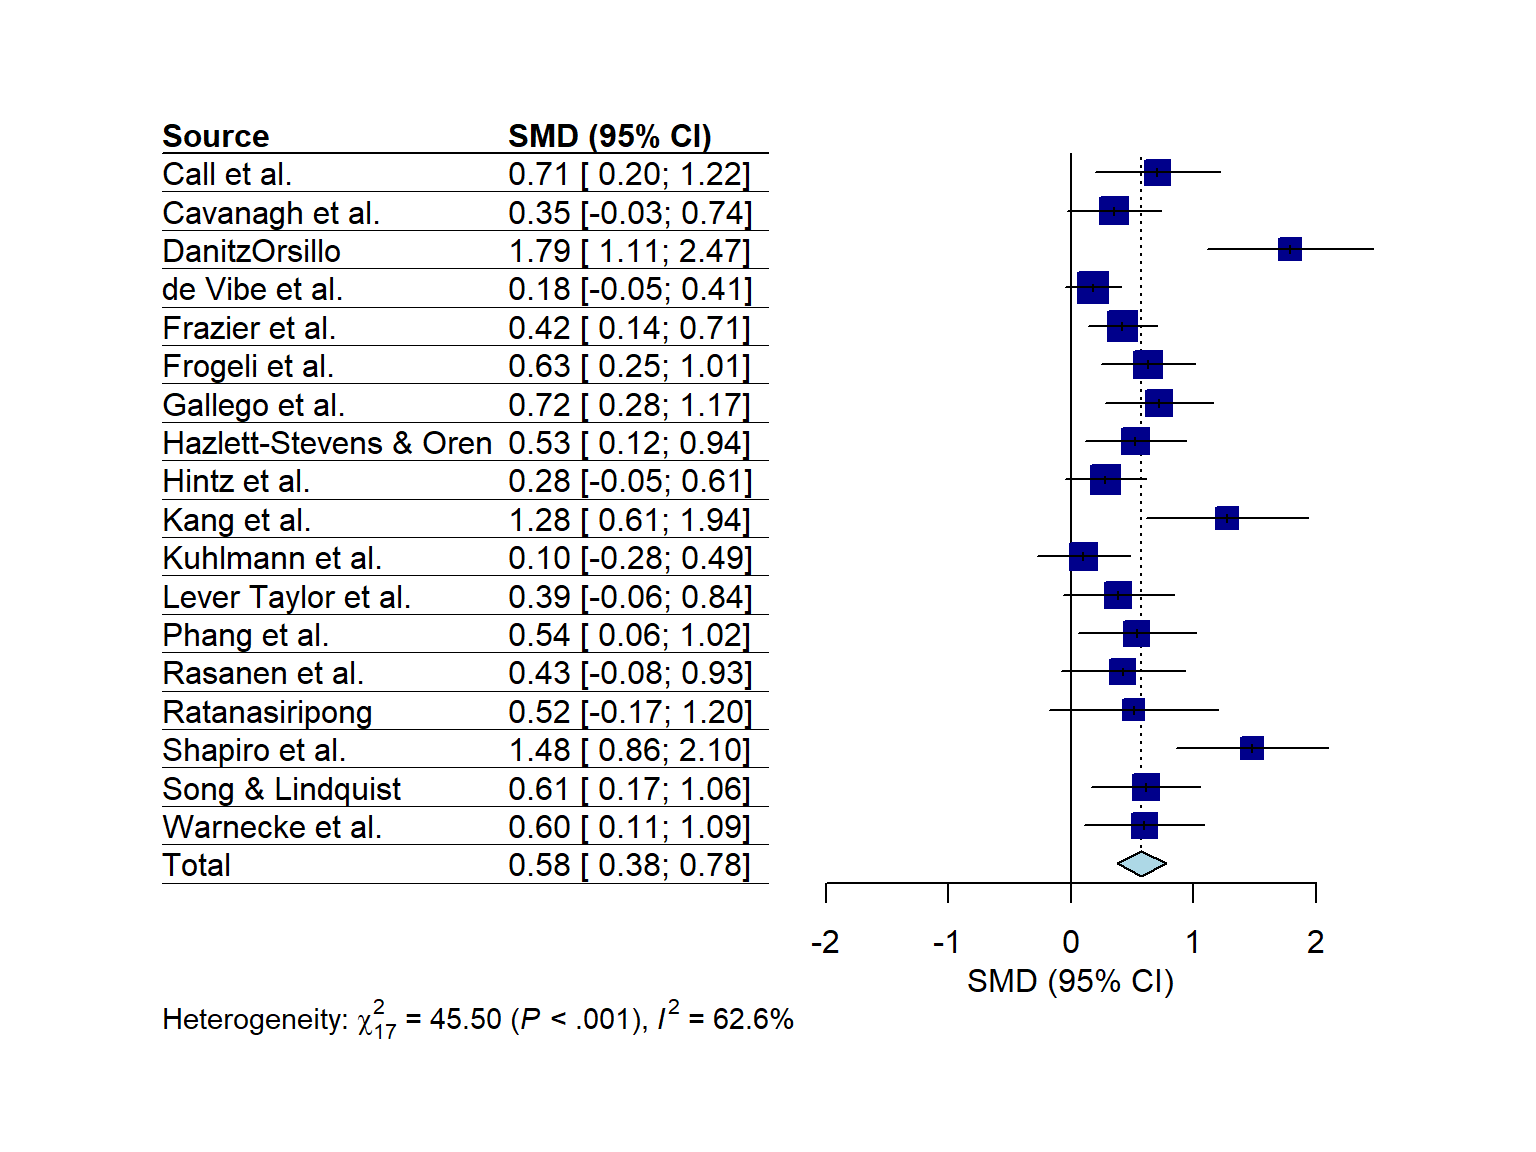 Source SMD (95% CI)
Call et al. 0.71 [ 0.20; 1.22]
Cavanagh et al. 0.35 [-0.03; 0.74]
DanitzOrsillo 1.79 [ 1.11; 2.47]
de Vibe et al. 0.18 [-0.05; 0.41]
Frazier et al. 0.42 [ 0.14; 0.71]
Frogeli et al. 0.63 [ 0.25; 1.01]
Gallego et al. 0.72 [ 0.28; 1.17]
Hazlett-Stevens & Oren 0.53 [ 0.12; 0.94]
Hintz et al. 0.28 [-0.05; 0.61]
Kang et al. 1.28 [ 0.61; 1.94]
Kuhlmann et al. 0.10 [-0.28; 0.49]
Lever Taylor et al. 0.39 [-0.06; 0.84]
Phang et al. 0.54 [ 0.06; 1.02]
Rasanen et al. 0.43 [-0.08; 0.93]
Ratanasiripong 0.52 [-0.17; 1.20]
Shapiro et al. 1.48 [ 0.86; 2.10]
Song & Lindquist 0.61 [ 0.17; 1.06]
Warnecke et al. 0.60 [ 0.11; 1.09]
Total 0.58 [ 0.38; 0.78]
-2 -1 0 1 2
SMD (95% CI)
Heterogeneity: χ²₁₇ = 45.50 (P < .001), I² = 62.6%